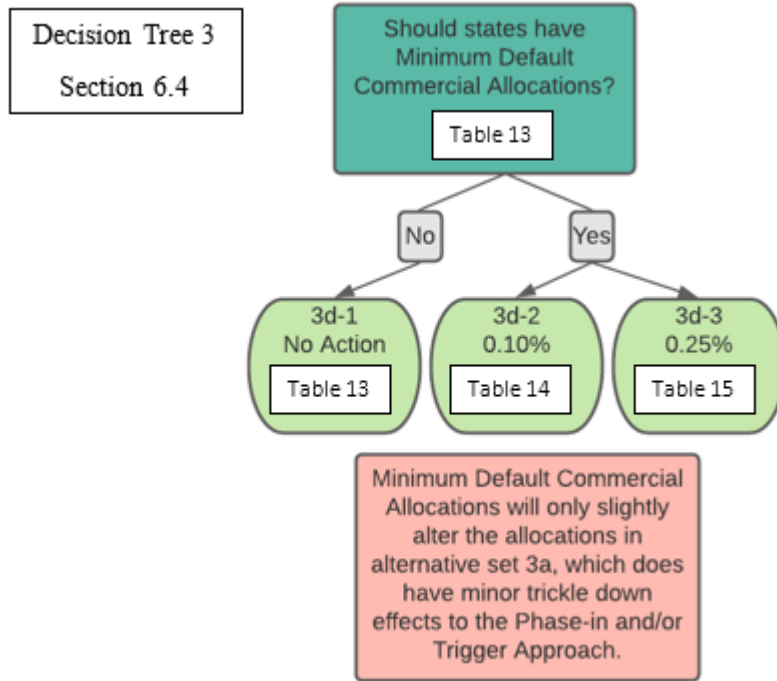 Decision Tree 3
Section 6.4
Should states have
Minimum Default
Commercial Allocations?
Table 13
No
Yes
3d-1
No Action
Table 13
3d-2
0.10%
Table 14
3d-3
0.25%
Table 15
Minimum Default Commercial
Allocations will only slightly
alter the allocations in
alternative set 3a, which does
have minor trickle down
effects to the Phase-in and/or
Trigger Approach.